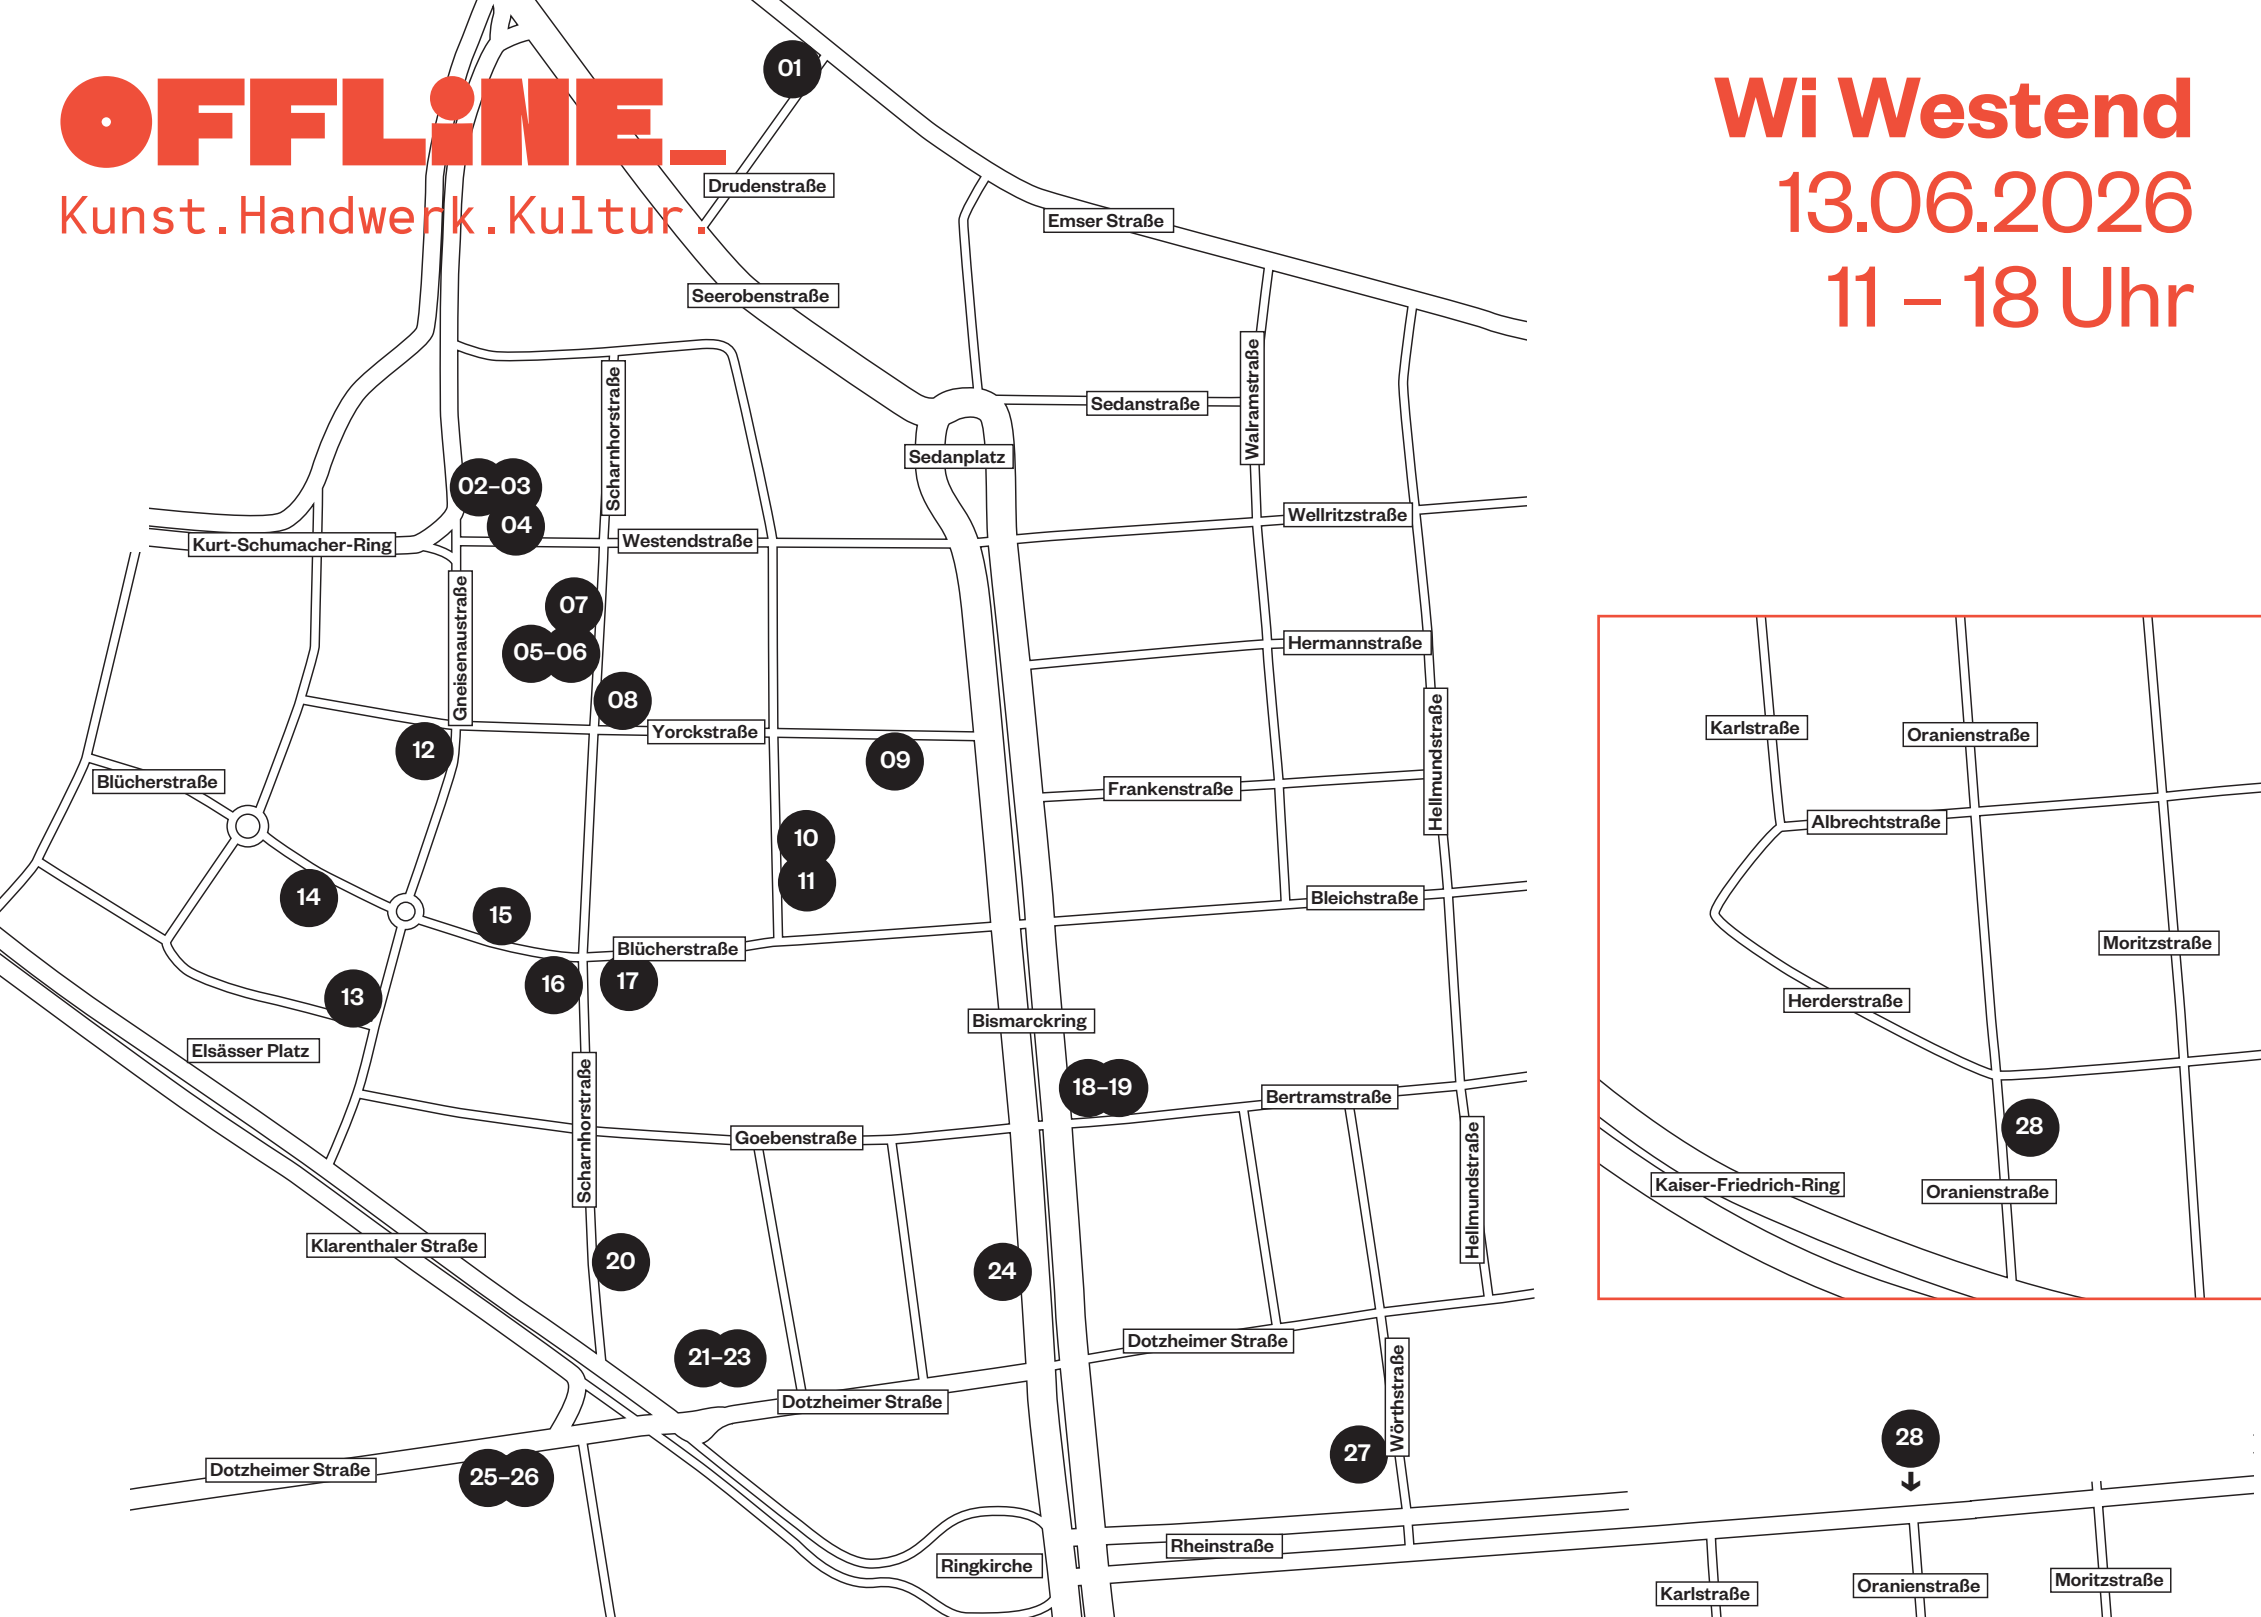 OFFLiNE_
Kunst.Handwerk.Kultur.
Wi Westend
13.06.2026
11 – 18 Uhr
01
Drudenstraße
Emser Straße
Seerobenstraße
Scharnhorststraße
Walramstraße
Sedanstraße
Sedanplatz
02–03
04
Wellritzstraße
Kurt-Schumacher-Ring
Westendstraße
Gneisenaustraße
07
05–06
08
Hermannstraße
Yorckstraße
12
09
Hellmundstraße
Blücherstraße
Frankenstraße
10
11
14
15
Bleichstraße
Blücherstraße
16
17
13
Bismarckring
Elsässer Platz
18–19
Bertramstraße
Scharnhorststraße
Goebenstraße
Hellmundstraße
Klarenthaler Straße
20
24
21–23
Dotzheimer Straße
Dotzheimer Straße
Wörthstraße
Dotzheimer Straße
25–26
27
Rheinstraße
Ringkirche
Karlstraße
Oranienstraße
Albrechtstraße
Moritzstraße
Herderstraße
28
Kaiser-Friedrich-Ring
Oranienstraße
28
Karlstraße
Oranienstraße
Moritzstraße